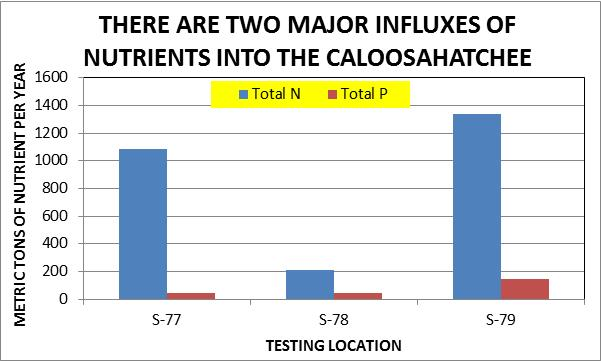 THERE ARE TWO MAJOR INFLUXES OF
NUTRIENTS INTO THE CALOOSAHATCHEE
METRIC TONS OF NUTRIENT PER YEAR
1600
1400
1200
1000
800
600
400
200
0
Total N Total P
S-77 S-78 S-79
TESTING LOCATION